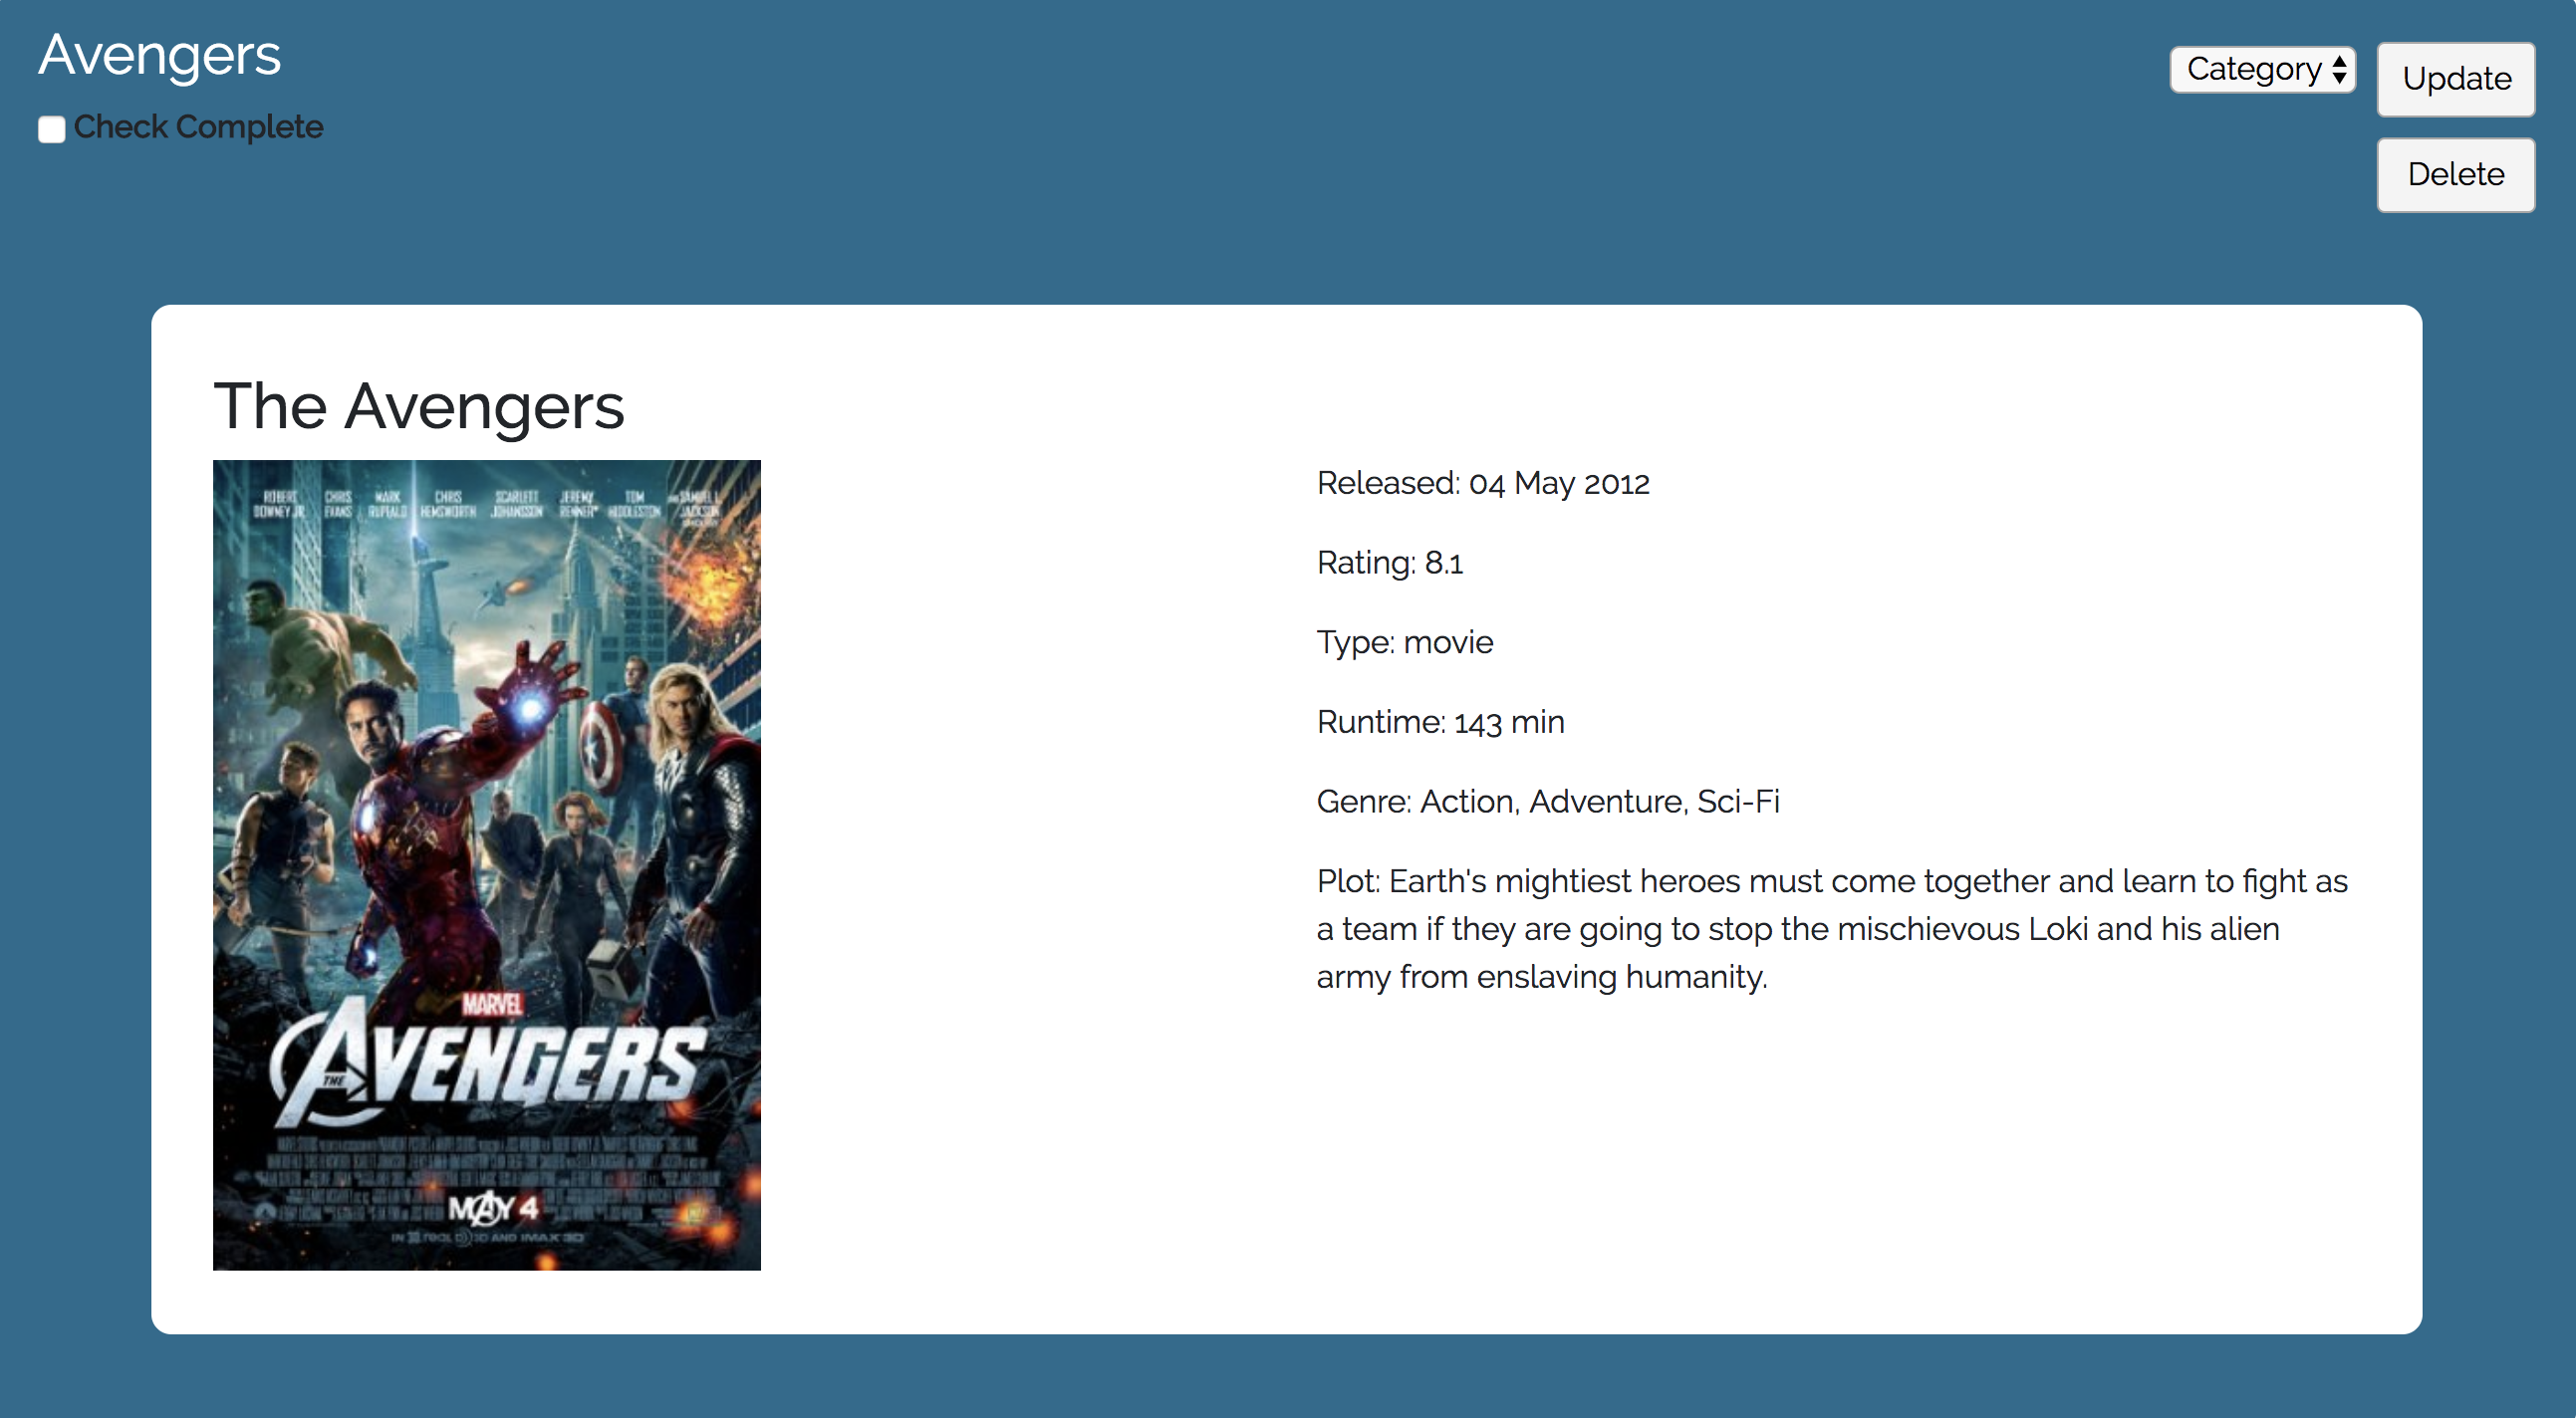 Avengers
Category
Update
Check Complete
Delete
The Avengers
ROBERT DOWNEY JR.
CHRIS EVANS
MARK RUFFALO
CHRIS HEMSWORTH
SCARLETT JOHANSSON
JEREMY RENNER
TOM HIDDLESTON
AND SAMUEL L. JACKSON
MARVEL
THE AVENGERS
MAY 4
IN REAL D 3D AND IMAX 3D
Released: 04 May 2012
Rating: 8.1
Type: movie
Runtime: 143 min
Genre: Action, Adventure, Sci-Fi
Plot: Earth's mightiest heroes must come together and learn to fight as
a team if they are going to stop the mischievous Loki and his alien
army from enslaving humanity.